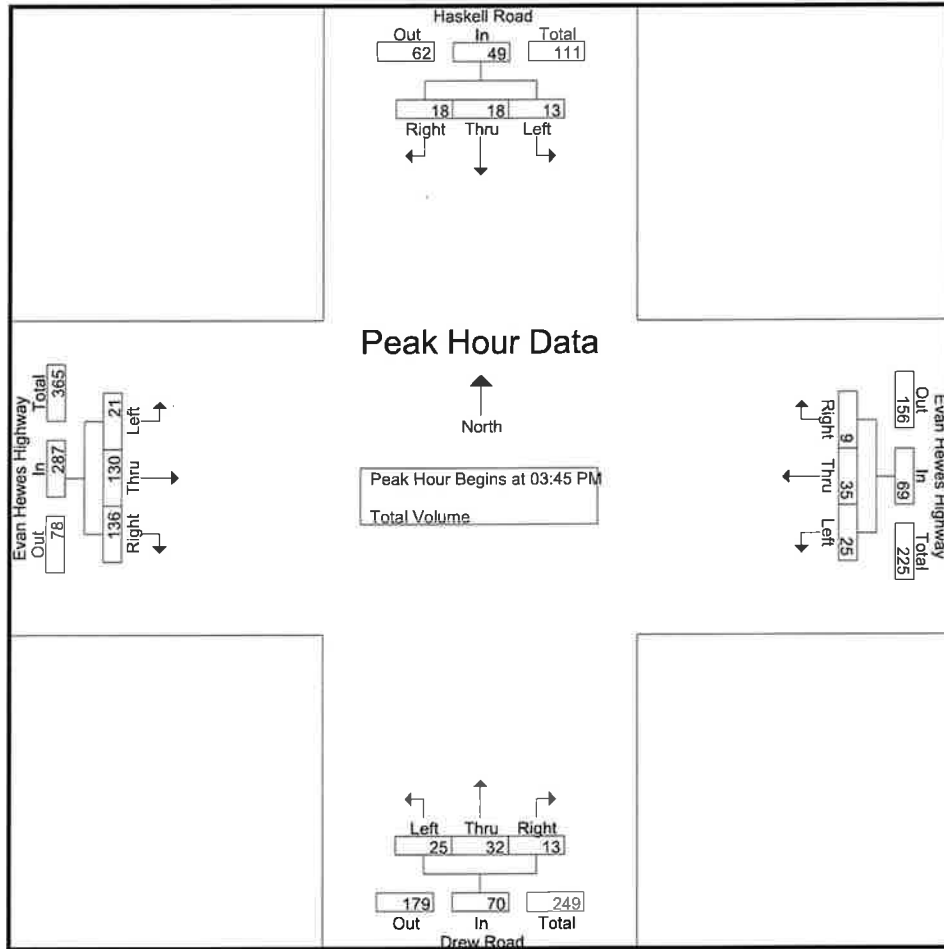 Haskell Road
Out In Total
62 49 111
18 18 13
Right Thru Left
Peak Hour Data
North
Peak Hour Begins at 03:45 PM
Total Volume
Evan Hewes Highway
Out In Total
78 287 365
21 130 136
Left Thru Right
Evan Hewes Highway
Out In Total
156 69 225
9 35 25
Right Thru Left
Left Thru Right
25 32 13
179 70 249
Out In Total
Drew Road